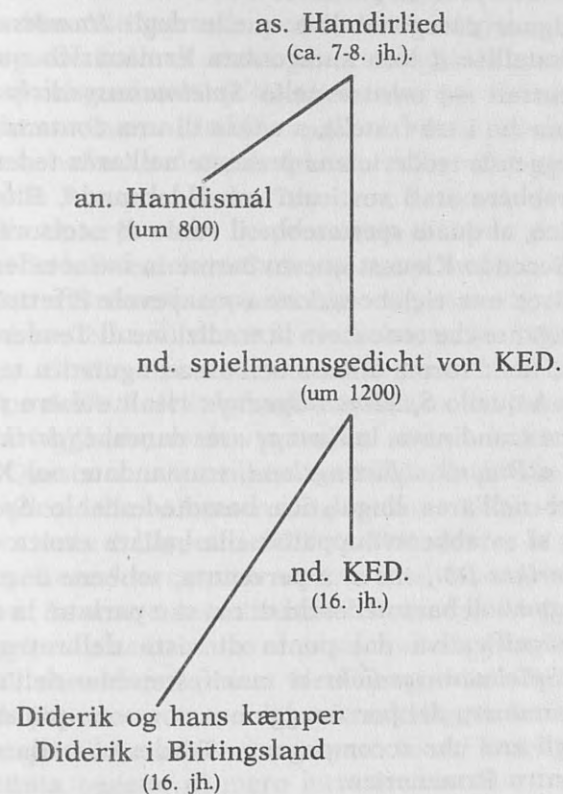 as. Hamdirlied
(ca. 7-8. jh.)
an. Hamdismál
(um 800)
nd. spielmannsgedicht von KED.
(um 1200)
nd. KED.
(16. jh.)
Diderik og hans kæmper
Diderik i Birtingsland
(16. jh.)